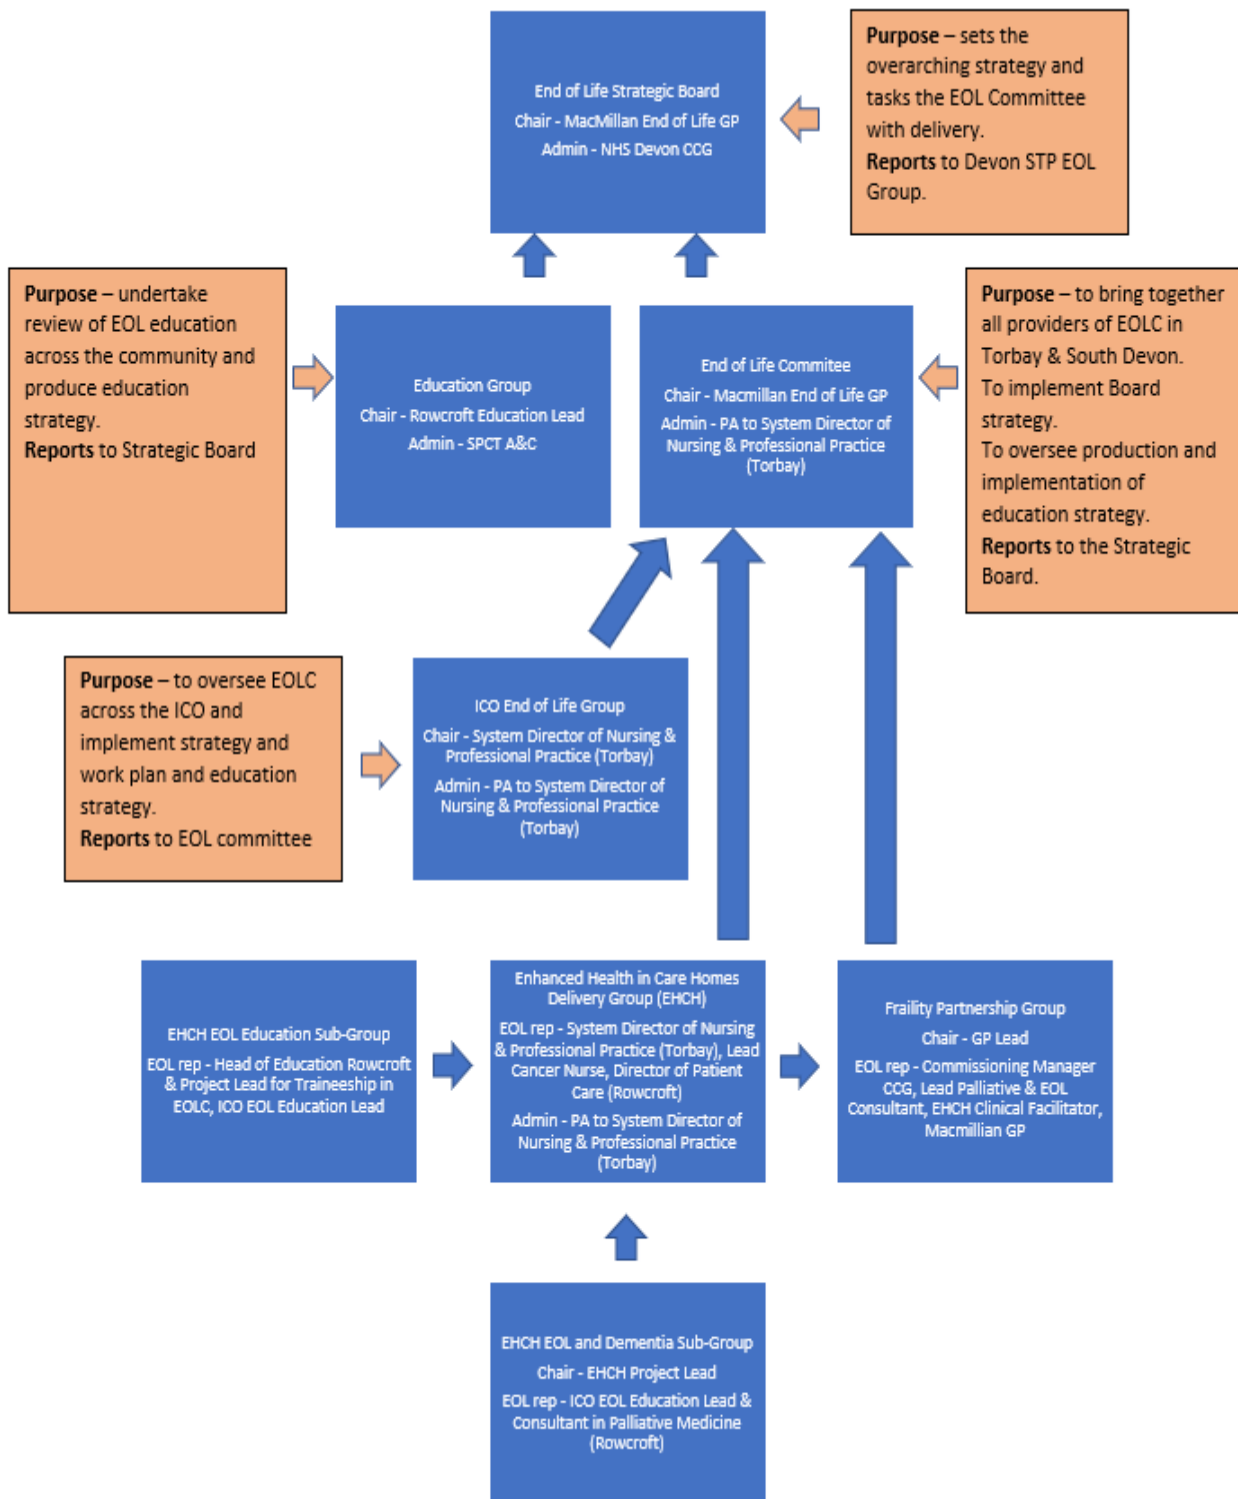 End of Life Strategic Board
Chair - MacMillan End of Life GP
Admin - NHS Devon CCG
Purpose – sets the
overarching strategy and
tasks the EOL Committee
with delivery.
Reports to Devon STP EOL
Group.
Purpose – undertake
review of EOL education
across the community and
produce education
strategy.
Reports to Strategic Board
Education Group
Chair - Rowcroft Education Lead
Admin - SPCT A&C
End of Life Commitee
Chair - Macmillan End of Life GP
Admin - PA to System Director of
Nursing & Professional Practice
(Torbay)
Purpose – to bring together
all providers of EOLC in
Torbay & South Devon.
To implement Board
strategy.
To oversee production and
implementation of
education strategy.
Reports to the Strategic
Board.
Purpose – to oversee EOLC
across the ICO and
implement strategy and
work plan and education
strategy.
Reports to EOL committee
ICO End of Life Group
Chair - System Director of Nursing &
Professional Practice (Torbay)
Admin - PA to System Director of
Nursing & Professional Practice
(Torbay)
EHCH EOL Education Sub-Group
EOL rep - Head of Education Rowcroft
& Project Lead for Traineeship in
EOLC, ICO EOL Education Lead
Enhanced Health in Care Homes
Delivery Group (EHCH)
EOL rep - System Director of Nursing
& Professional Practice (Torbay), Lead
Cancer Nurse, Director of Patient
Care (Rowcroft)
Admin - PA to System Director of
Nursing & Professional Practice
(Torbay)
Fraility Partnership Group
Chair - GP Lead
EOL rep - Commissioning Manager
CCG, Lead Palliative & EOL
Consultant, EHCH Clinical Facilitator,
Macmillian GP
EHCH EOL and Dementia Sub-Group
Chair - EHCH Project Lead
EOL rep - ICO EOL Education Lead &
Consultant in Palliative Medicine
(Rowcroft)